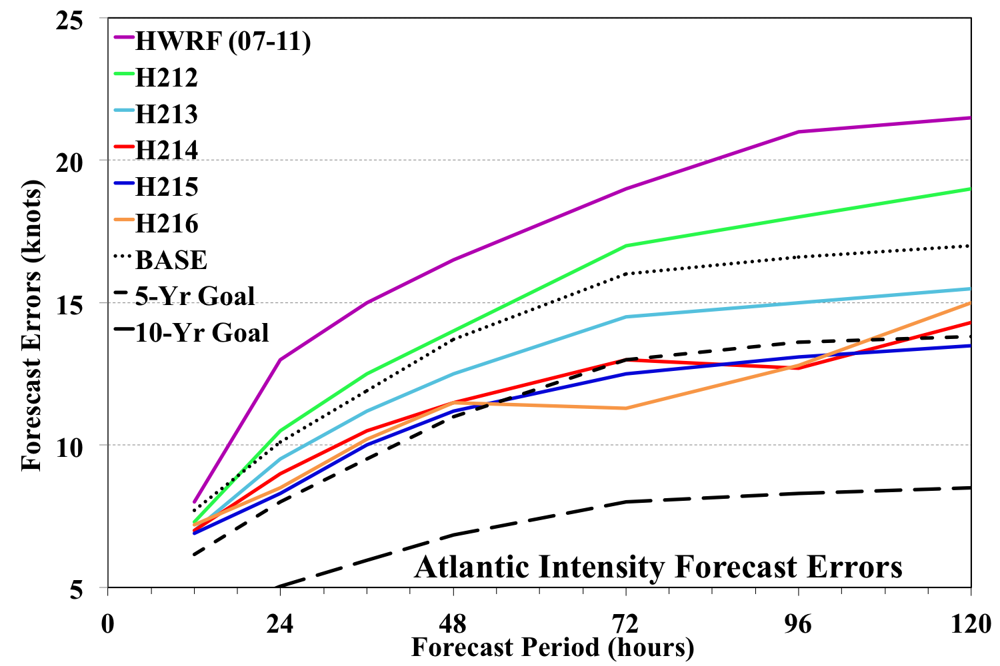 25
20
15
10
5
Forescast Errors (knots)
HWRF (07-11)
H212
H213
H214
H215
H216
BASE
5-Yr Goal
10-Yr Goal
Atlantic Intensity Forecast Errors
0 24 48 72 96 120
Forecast Period (hours)